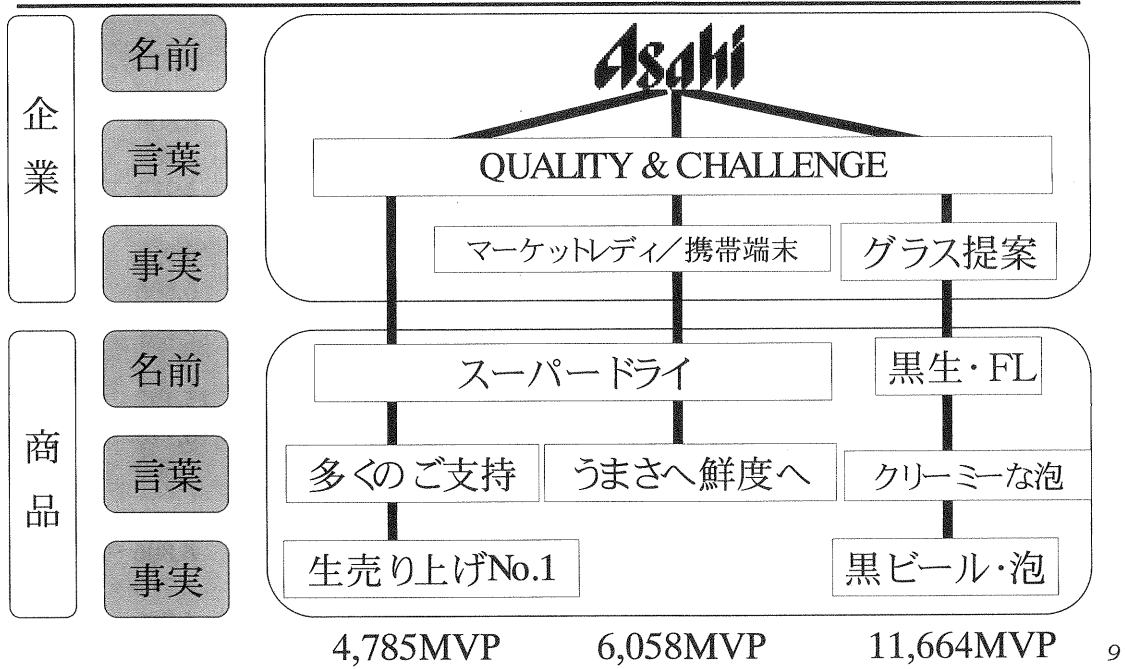 企業
名前
Asahi
言葉
QUALITY & CHALLENGE
事実
マーケットレディ／携帯端末
グラス提案
商品
名前
スーパードライ
黒生・FL
言葉
多くのご支持
うまさへ鮮度へ
クリーミーな泡
事実
生売り上げNo.1
黒ビール・泡
4,785MVP
6,058MVP
11,664MVP
9